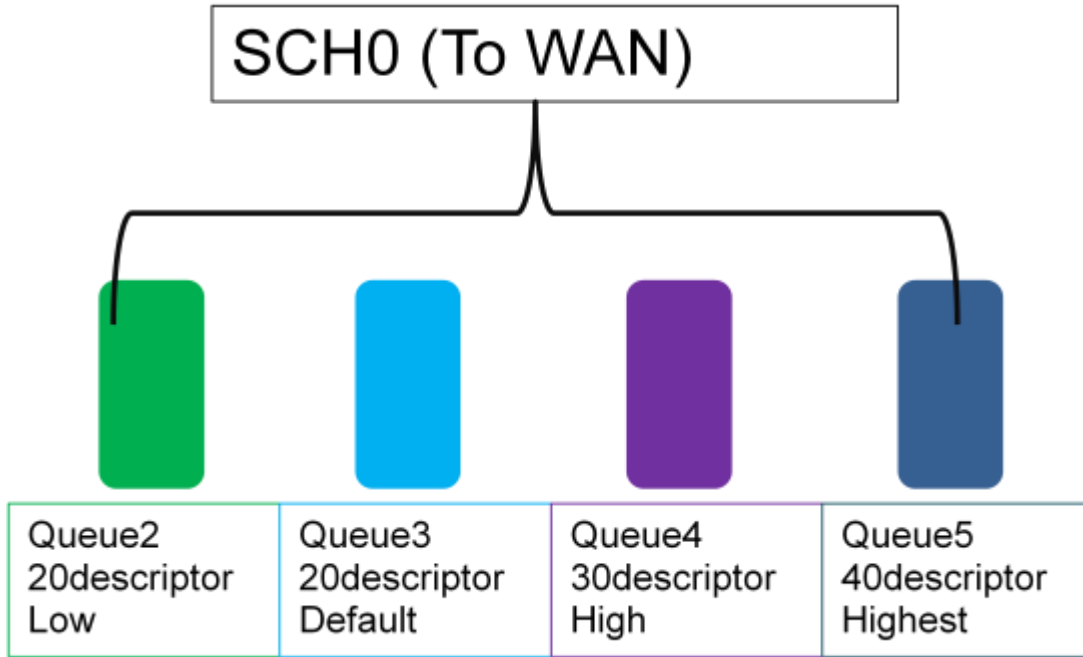 SCH0 (To WAN)
Queue2
20descriptor
Low
Queue3
20descriptor
Default
Queue4
30descriptor
High
Queue5
40descriptor
Highest